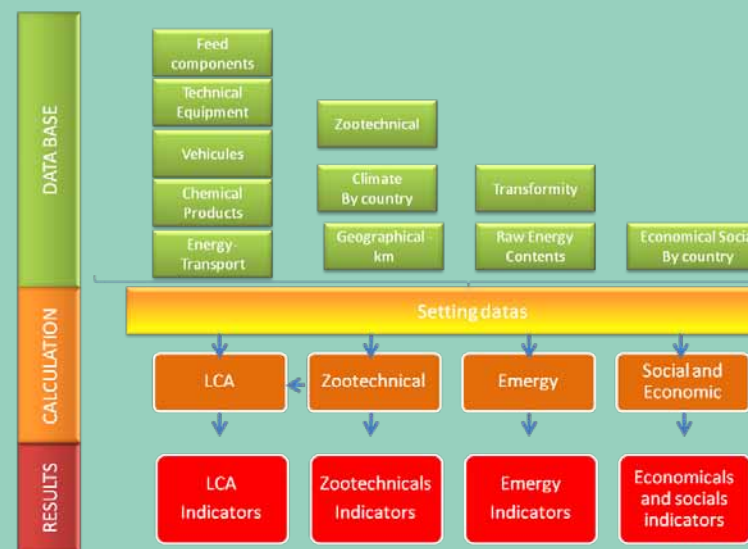 DATA BASE
Feed
components
Technical
Equipment
Vehicules
Chemical
Products
Energy-
Transport
Zootechnical
Climate
By country
Geographical -
km
Transformity
Raw Energy
Contents
Economical Social
By country
CALCULATION
Setting datas
LCA
Zootechnical
Emergy
Social and
Economic
RESULTS
LCA
Indicators
Zootechnicals
Indicators
Emergy
Indicators
Economicals
and socials
indicators